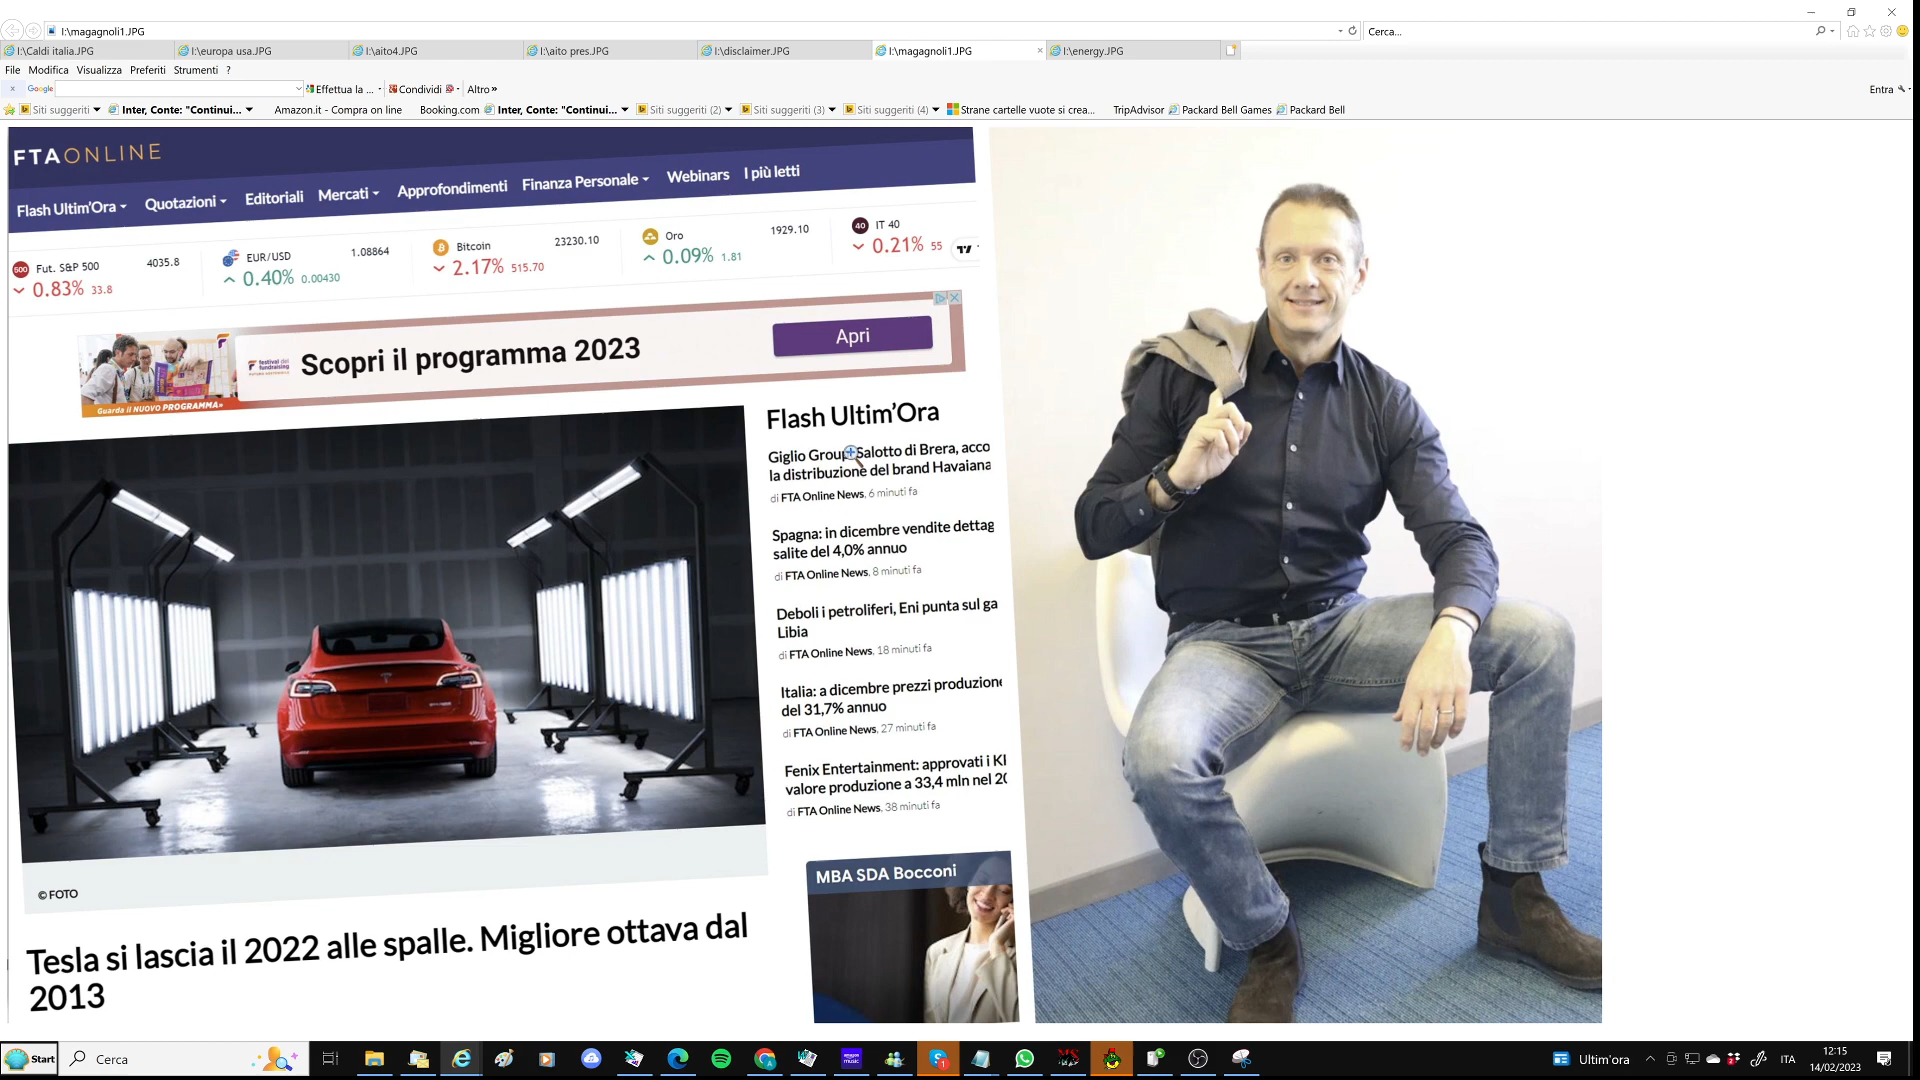 I:\magagnoli1.JPG
Cerca...
I:\Caldi italia.JPG
I:\europa usa.JPG
I:\aito4.JPG
I:\aito pres.JPG
I:\disclaimer.JPG
I:\magagnoli1.JPG
I:\energy.JPG
File Modifica Visualizza Preferiti Strumenti ?
Google
Effettua la ...
Condividi
Altro »
Entra
Siti suggeriti
Inter, Conte: "Continui...
Amazon.it - Compra on line
Booking.com
Inter, Conte: "Continui...
Siti suggeriti (2)
Siti suggeriti (3)
Siti suggeriti (4)
Strane cartelle vuote si crea...
TripAdvisor
Packard Bell Games
Packard Bell
FTAONLINE
Flash Ultim'Ora Quotazioni Editoriali Mercati Approfondimenti Finanza Personale Webinars I più letti
500 Fut. S&P 500 4035.8
0.83% 33.8
EUR/USD 1.08864
0.40% 0.00430
Bitcoin 23230.10
2.17% 515.70
Oro 1929.10
0.09% 1.81
40 IT 40
0.21% 55
festival del
fundraising
Scopri il programma 2023
Apri
Guarda il NUOVO PROGRAMMA»
Flash Ultim'Ora
Giglio Group Salotto di Brera, acco
la distribuzione del brand Havaiana
di FTA Online News, 6 minuti fa
Spagna: in dicembre vendite dettag
salite del 4,0% annuo
di FTA Online News, 8 minuti fa
Deboli i petroliferi, Eni punta sul ga
Libia
di FTA Online News, 18 minuti fa
Italia: a dicembre prezzi produzione
del 31,7% annuo
di FTA Online News, 27 minuti fa
Fenix Entertainment: approvati i KI
valore produzione a 33,4 mln nel 20
di FTA Online News, 38 minuti fa
© FOTO
MBA SDA Bocconi
Tesla si lascia il 2022 alle spalle. Migliore ottava dal
2013
Start
Cerca
Ultim'ora
ITA
12:15
14/02/2023